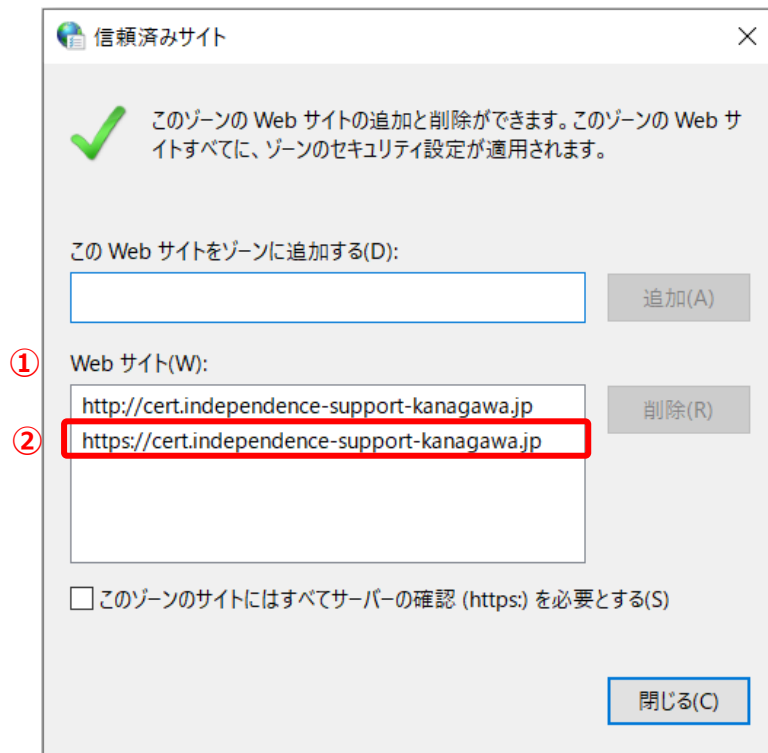 信頼済みサイト
このゾーンの Web サイトの追加と削除ができます。このゾーンの Web サ
イトすべてに、ゾーンのセキュリティ設定が適用されます。
この Web サイトをゾーンに追加する(D):
追加(A)
① Web サイト(W):
http://cert.independence-support-kanagawa.jp
削除(R)
② https://cert.independence-support-kanagawa.jp
このゾーンのサイトにはすべてサーバーの確認 (https:) を必要とする(S)
閉じる(C)